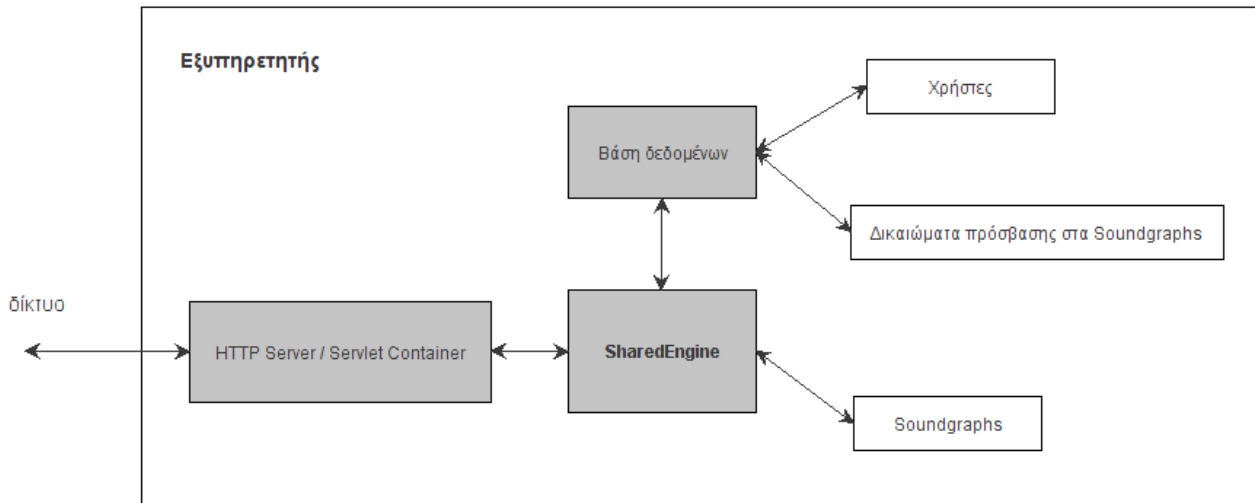 Εξυπηρετητής
Χρήστες
Βάση δεδομένων
Δικαιώματα πρόσβασης στα Soundgraphs
δίκτυο
HTTP Server / Servlet Container
SharedEngine
Soundgraphs